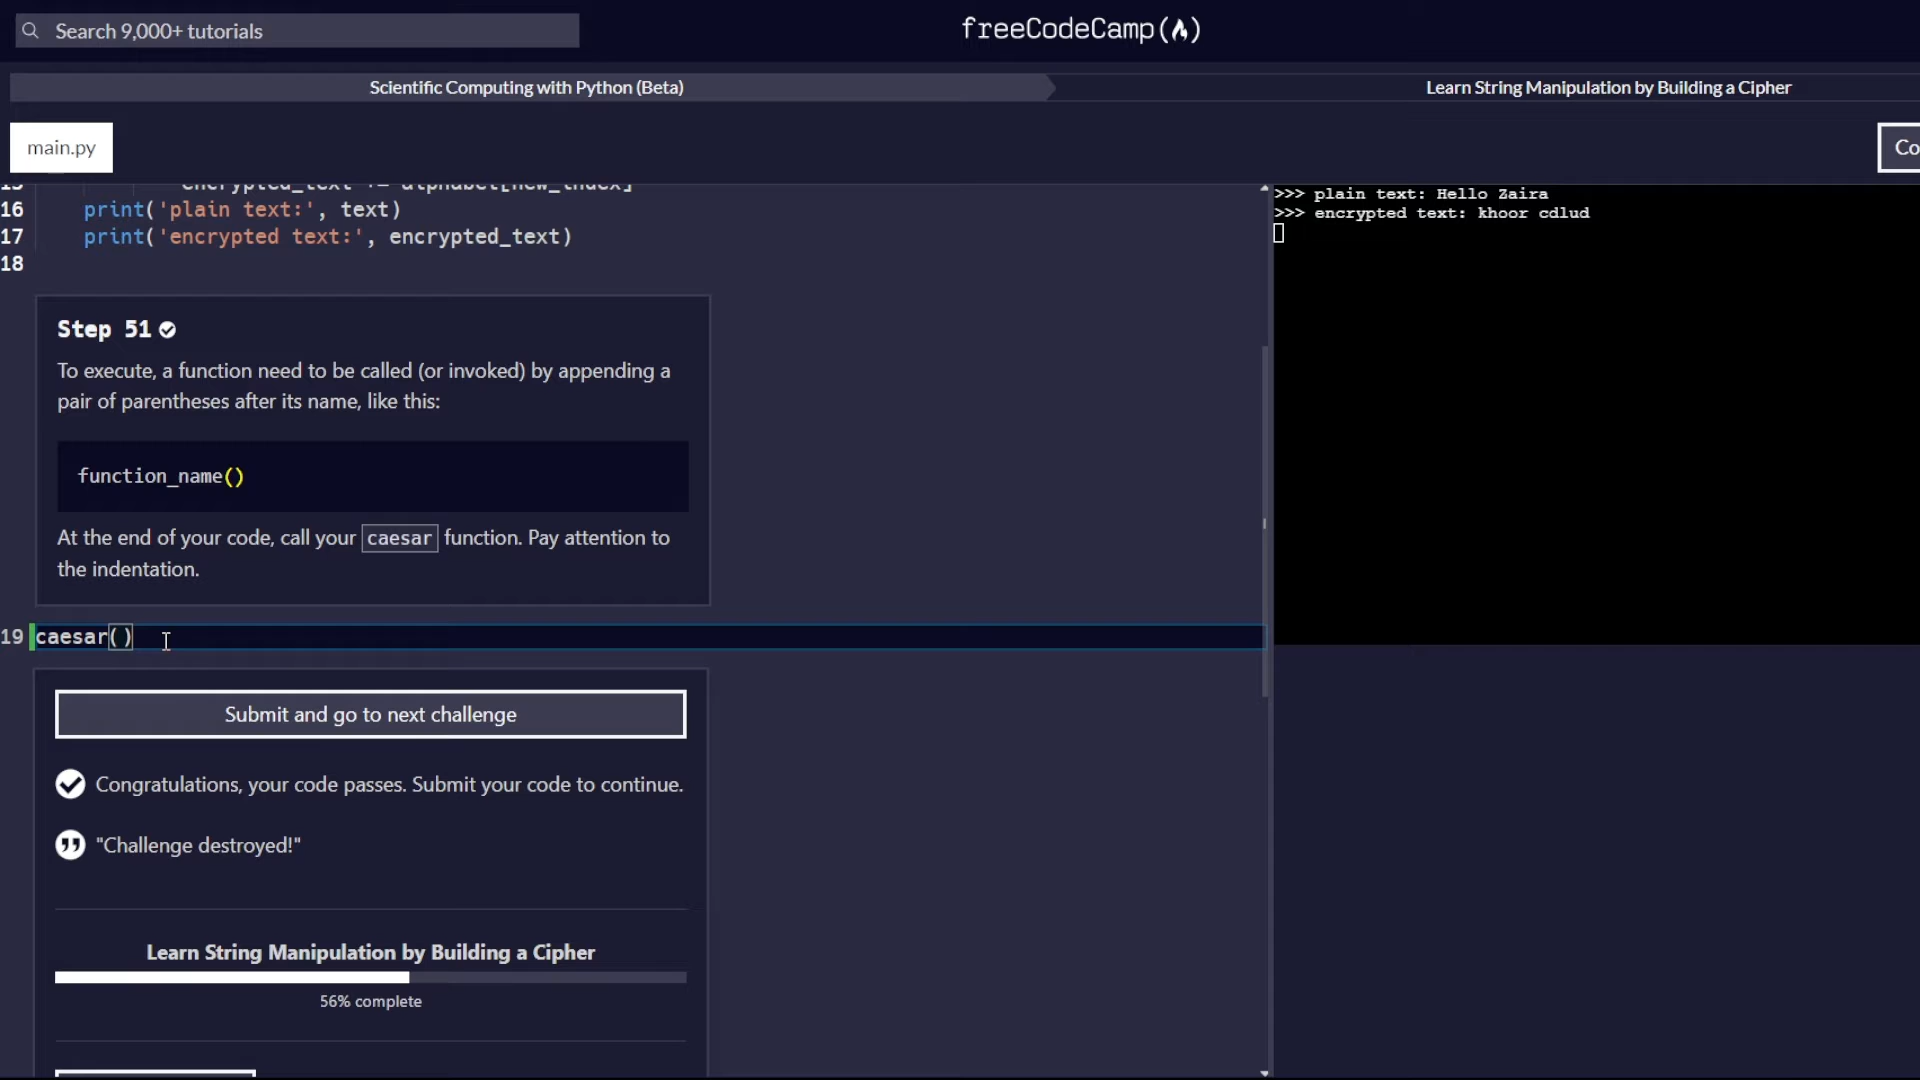 Search 9,000+ tutorials
freeCodeCamp
Scientific Computing with Python (Beta)
Learn String Manipulation by Building a Cipher
main.py
Co
encrypted_text += alphabet[new_index]
16 print('plain text:', text)
17 print('encrypted text:', encrypted_text)
18
>>> plain text: Hello Zaira
>>> encrypted text: khoor cdlud
Step 51
To execute, a function need to be called (or invoked) by appending a
pair of parentheses after its name, like this:
function_name()
At the end of your code, call your caesar function. Pay attention to
the indentation.
19 caesar()
Submit and go to next challenge
Congratulations, your code passes. Submit your code to continue.
"Challenge destroyed!"
Learn String Manipulation by Building a Cipher
56% complete